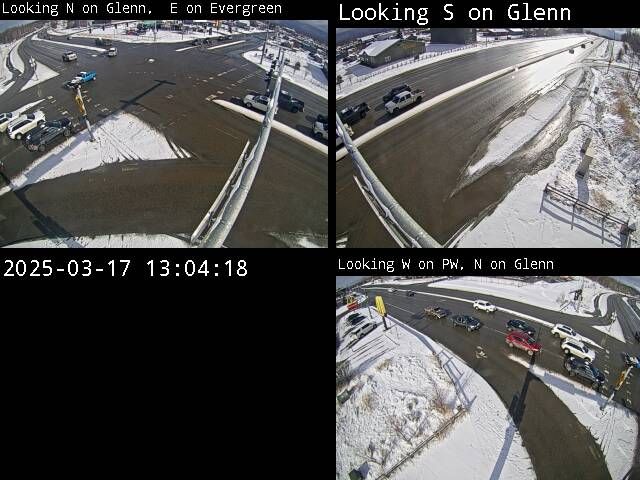 Looking N on Glenn,  E on Evergreen
Looking S on Glenn
2025-03-17 13:04:18
Looking W on PW, N on Glenn